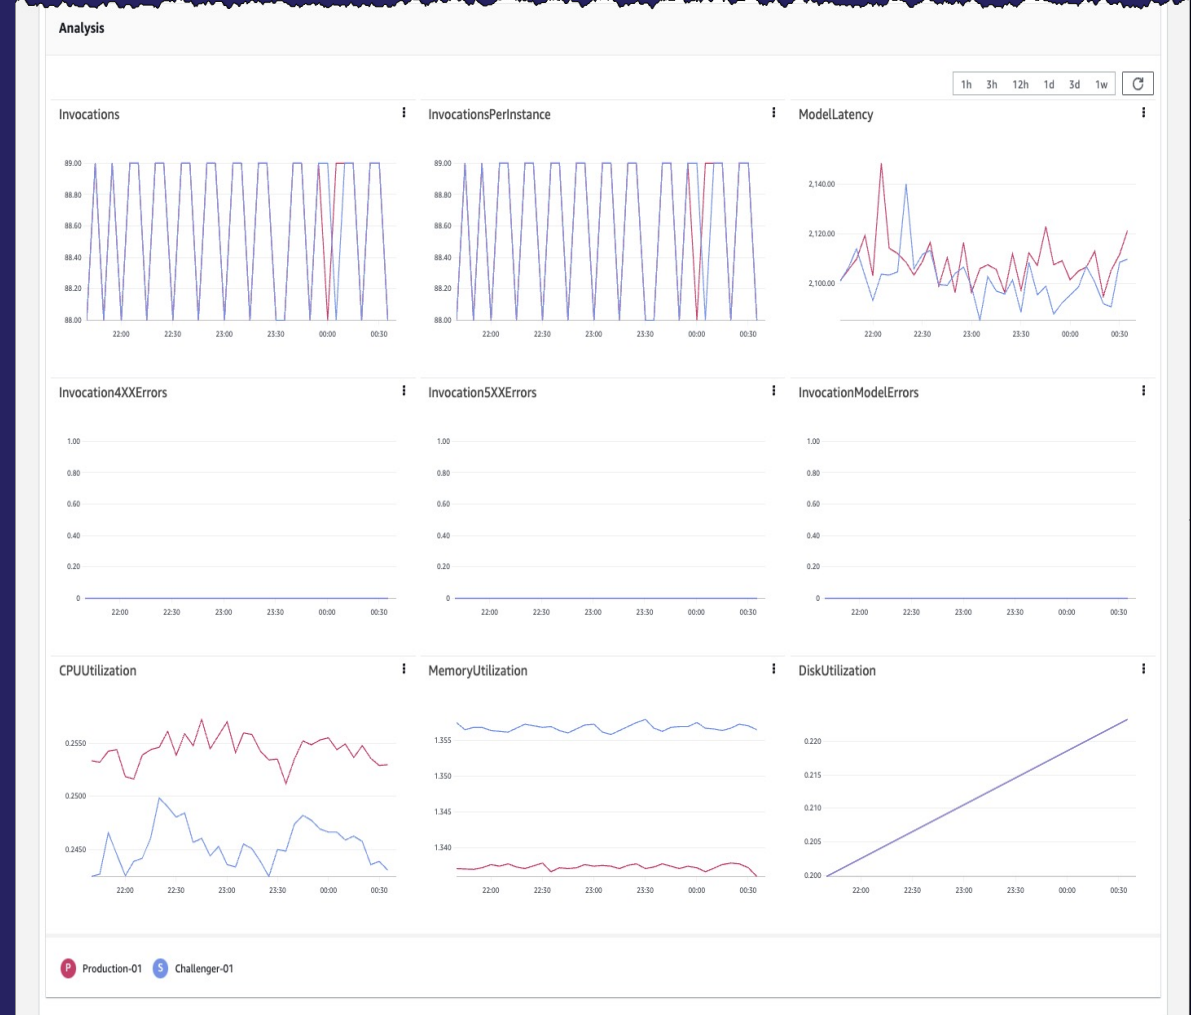 Analysis
1h 3h 12h 1d 3d 1w
Invocations
89.00
88.80
88.60
88.40
88.20
88.00
22:00 22:30 23:00 23:30 00:00 00:30
InvocationsPerInstance
89.00
88.80
88.60
88.40
88.20
88.00
22:00 22:30 23:00 23:30 00:00 00:30
ModelLatency
2,140.00
2,120.00
2,100.00
22:00 22:30 23:00 23:30 00:00 00:30
Invocation4XXErrors
1.00
0.80
0.60
0.40
0.20
0
22:00 22:30 23:00 23:30 00:00 00:30
Invocation5XXErrors
1.00
0.80
0.60
0.40
0.20
0
22:00 22:30 23:00 23:30 00:00 00:30
InvocationModelErrors
1.00
0.80
0.60
0.40
0.20
0
22:00 22:30 23:00 23:30 00:00 00:30
CPUUtilization
0.2550
0.2500
0.2450
22:00 22:30 23:00 23:30 00:00 00:30
MemoryUtilization
1.355
1.350
1.345
1.340
22:00 22:30 23:00 23:30 00:00 00:30
DiskUtilization
0.220
0.215
0.210
0.205
0.200
22:00 22:30 23:00 23:30 00:00 00:30
P Production-01 S Challenger-01